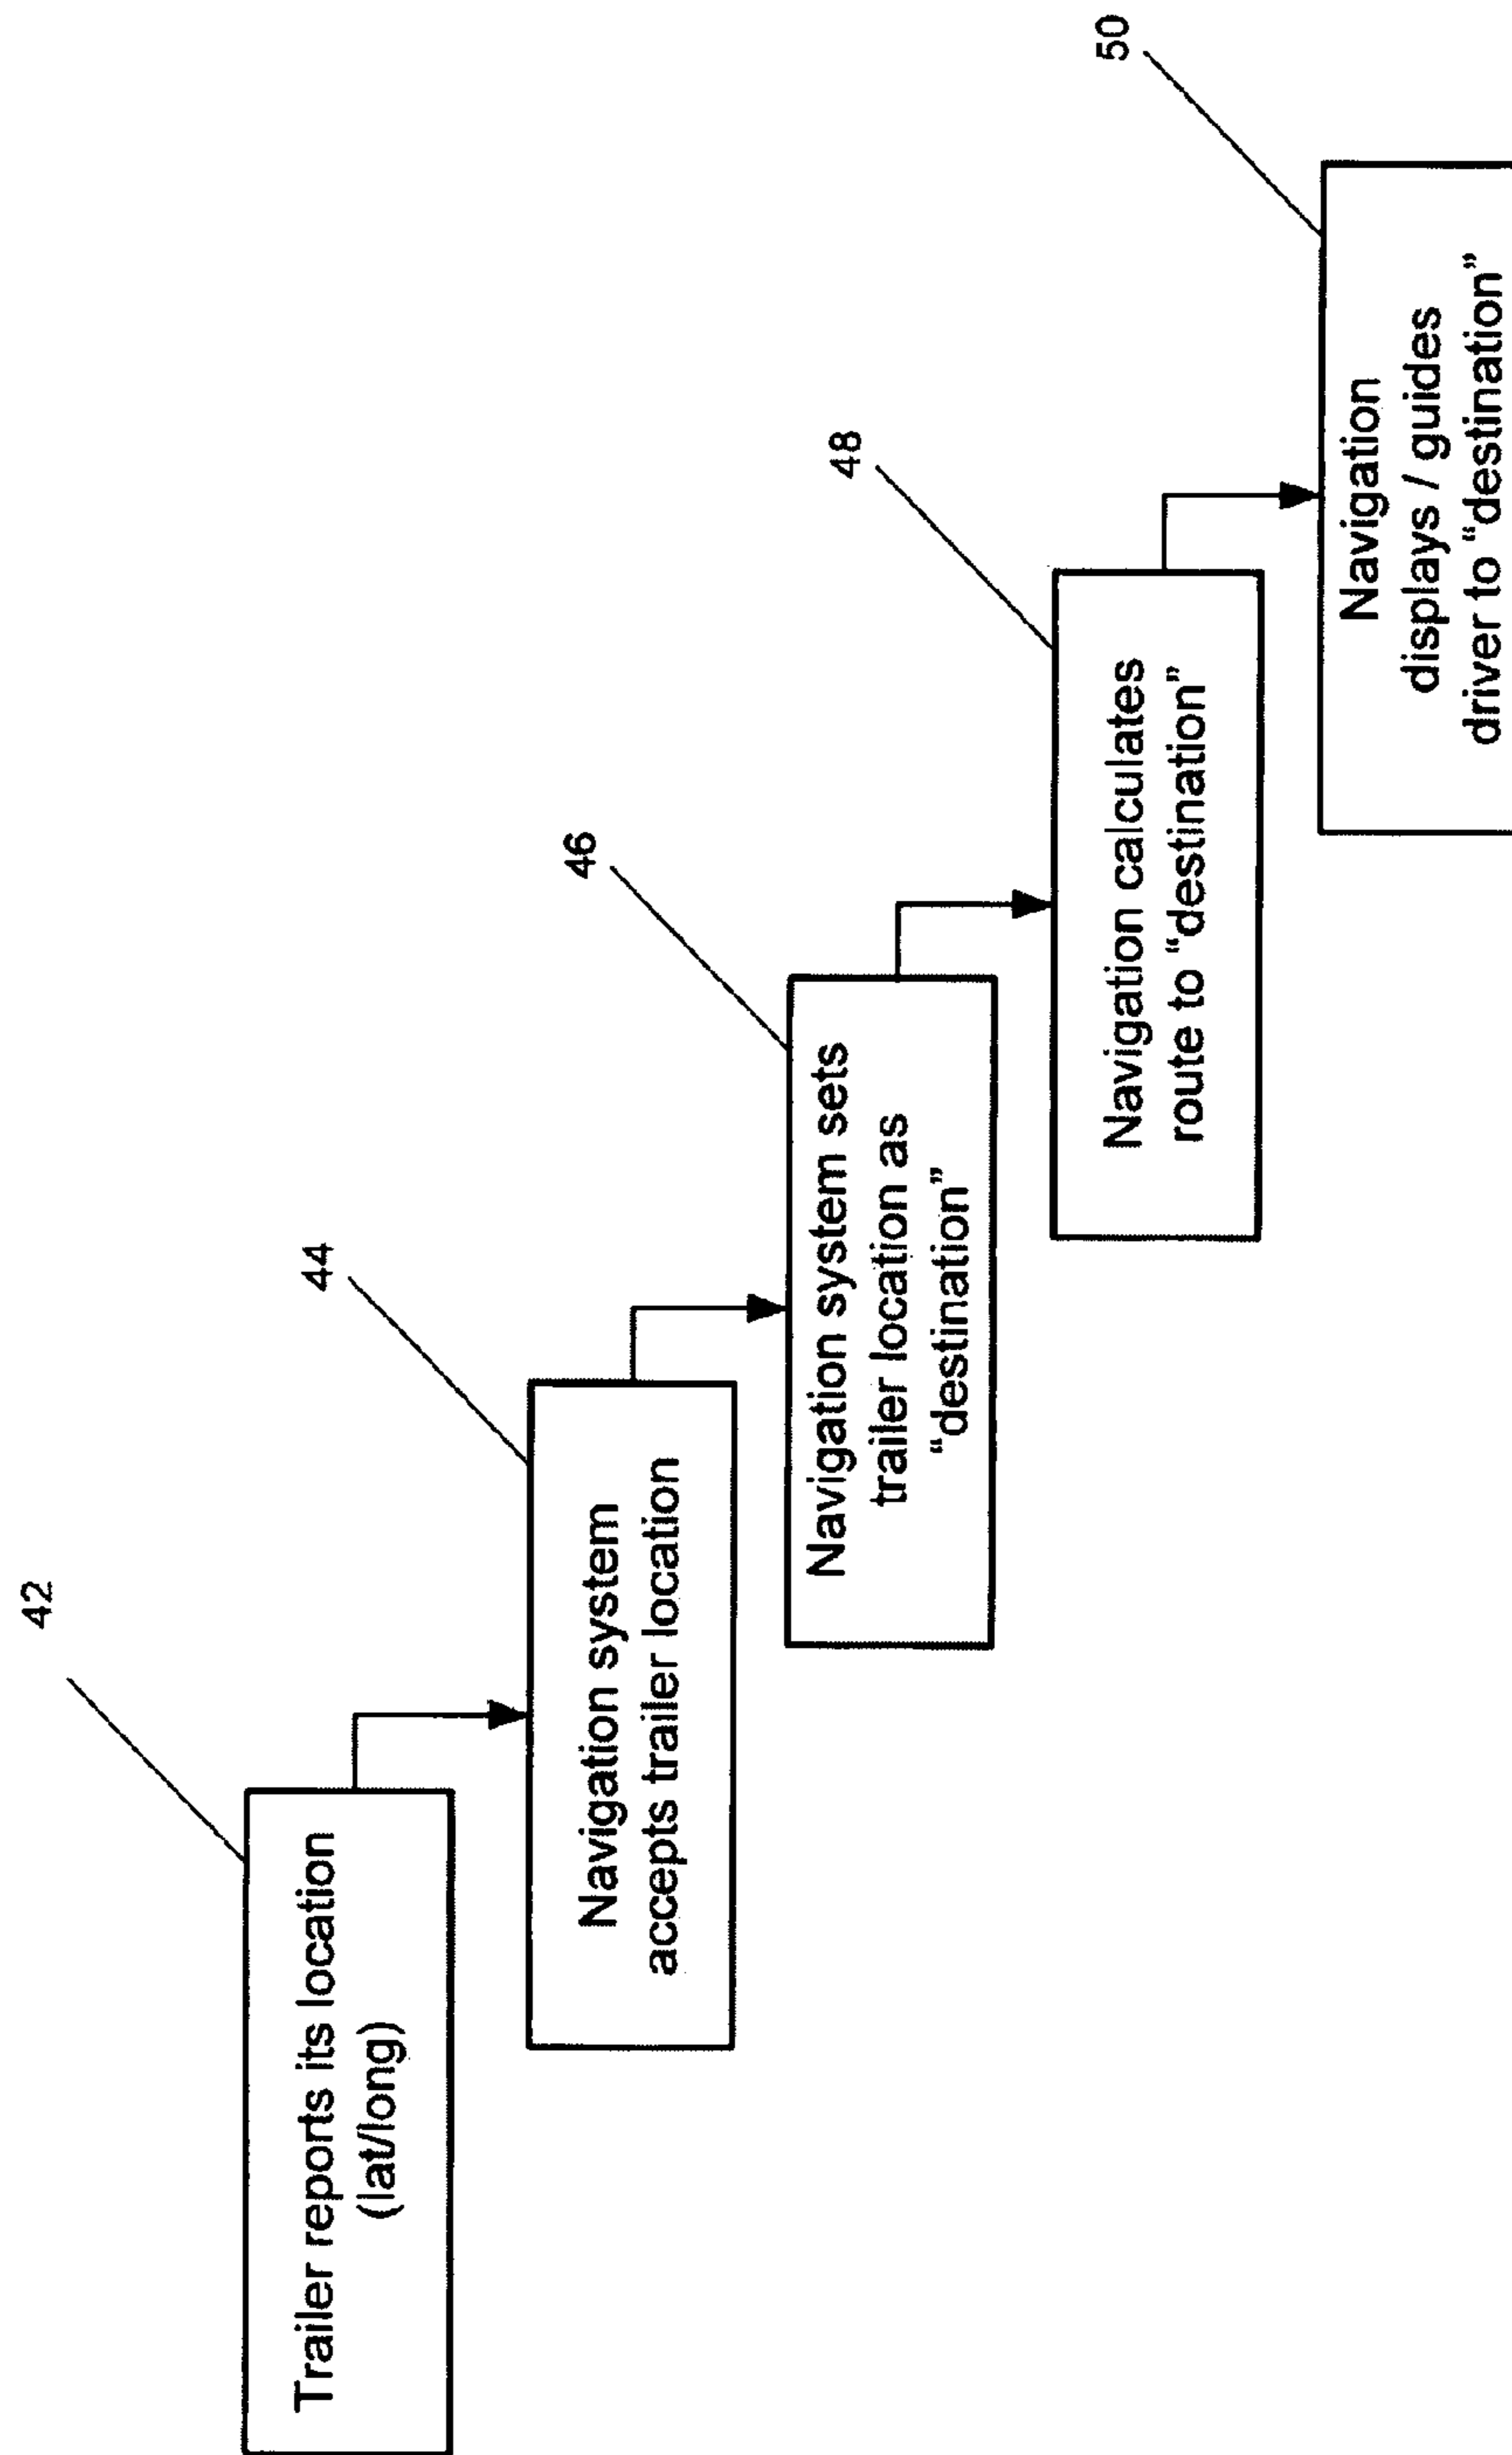 42
Trailer reports its location
(lat/long)
44
Navigation system
accepts trailer location
46
Navigation system sets
trailer location as
“destination”
48
Navigation calculates
route to “destination”
50
Navigation
displays / guides
driver to “destination”